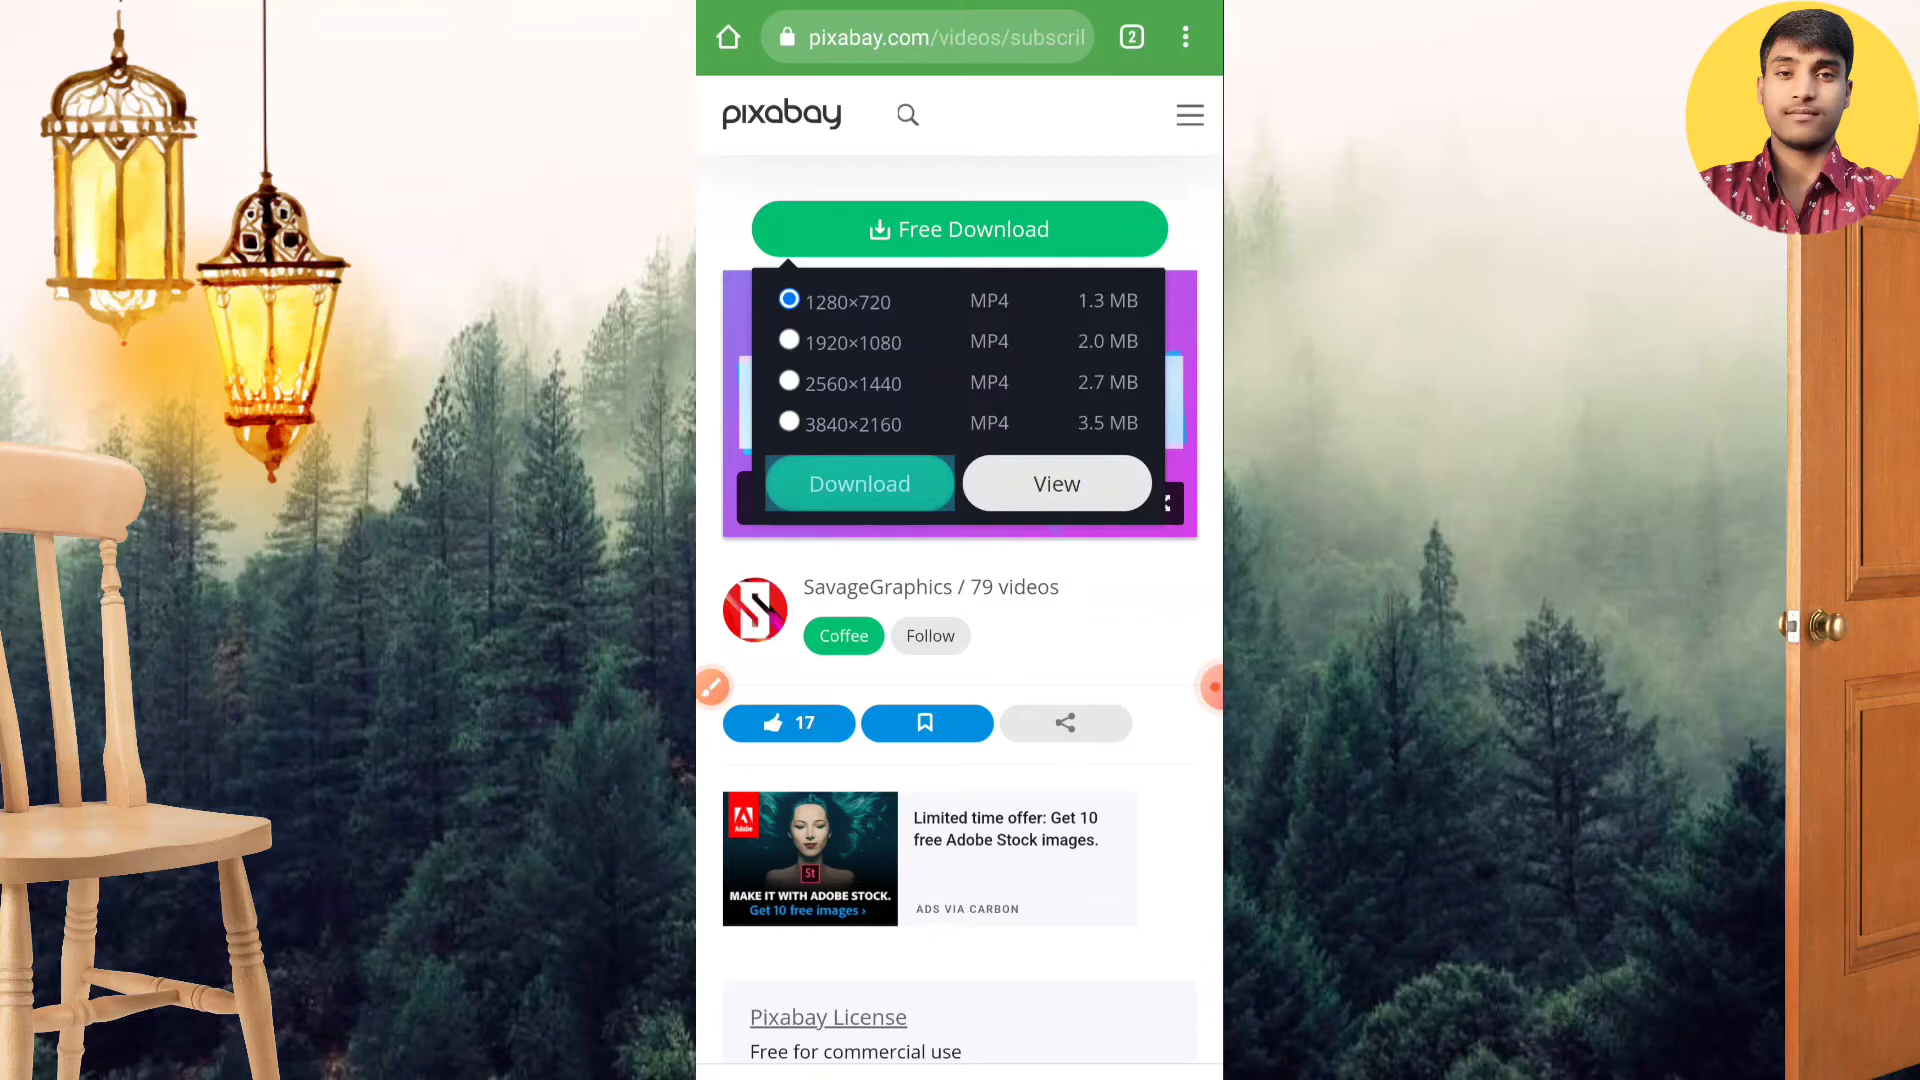 pixabay.com/videos/subscril
2
pixabay
Free Download
1280×720 MP4 1.3 MB
1920×1080 MP4 2.0 MB
2560×1440 MP4 2.7 MB
3840×2160 MP4 3.5 MB
Download View
SavageGraphics / 79 videos
Coffee Follow
17
Adobe
St
MAKE IT WITH ADOBE STOCK.
Get 10 free images ›
Limited time offer: Get 10
free Adobe Stock images.
ADS VIA CARBON
Pixabay License
Free for commercial use